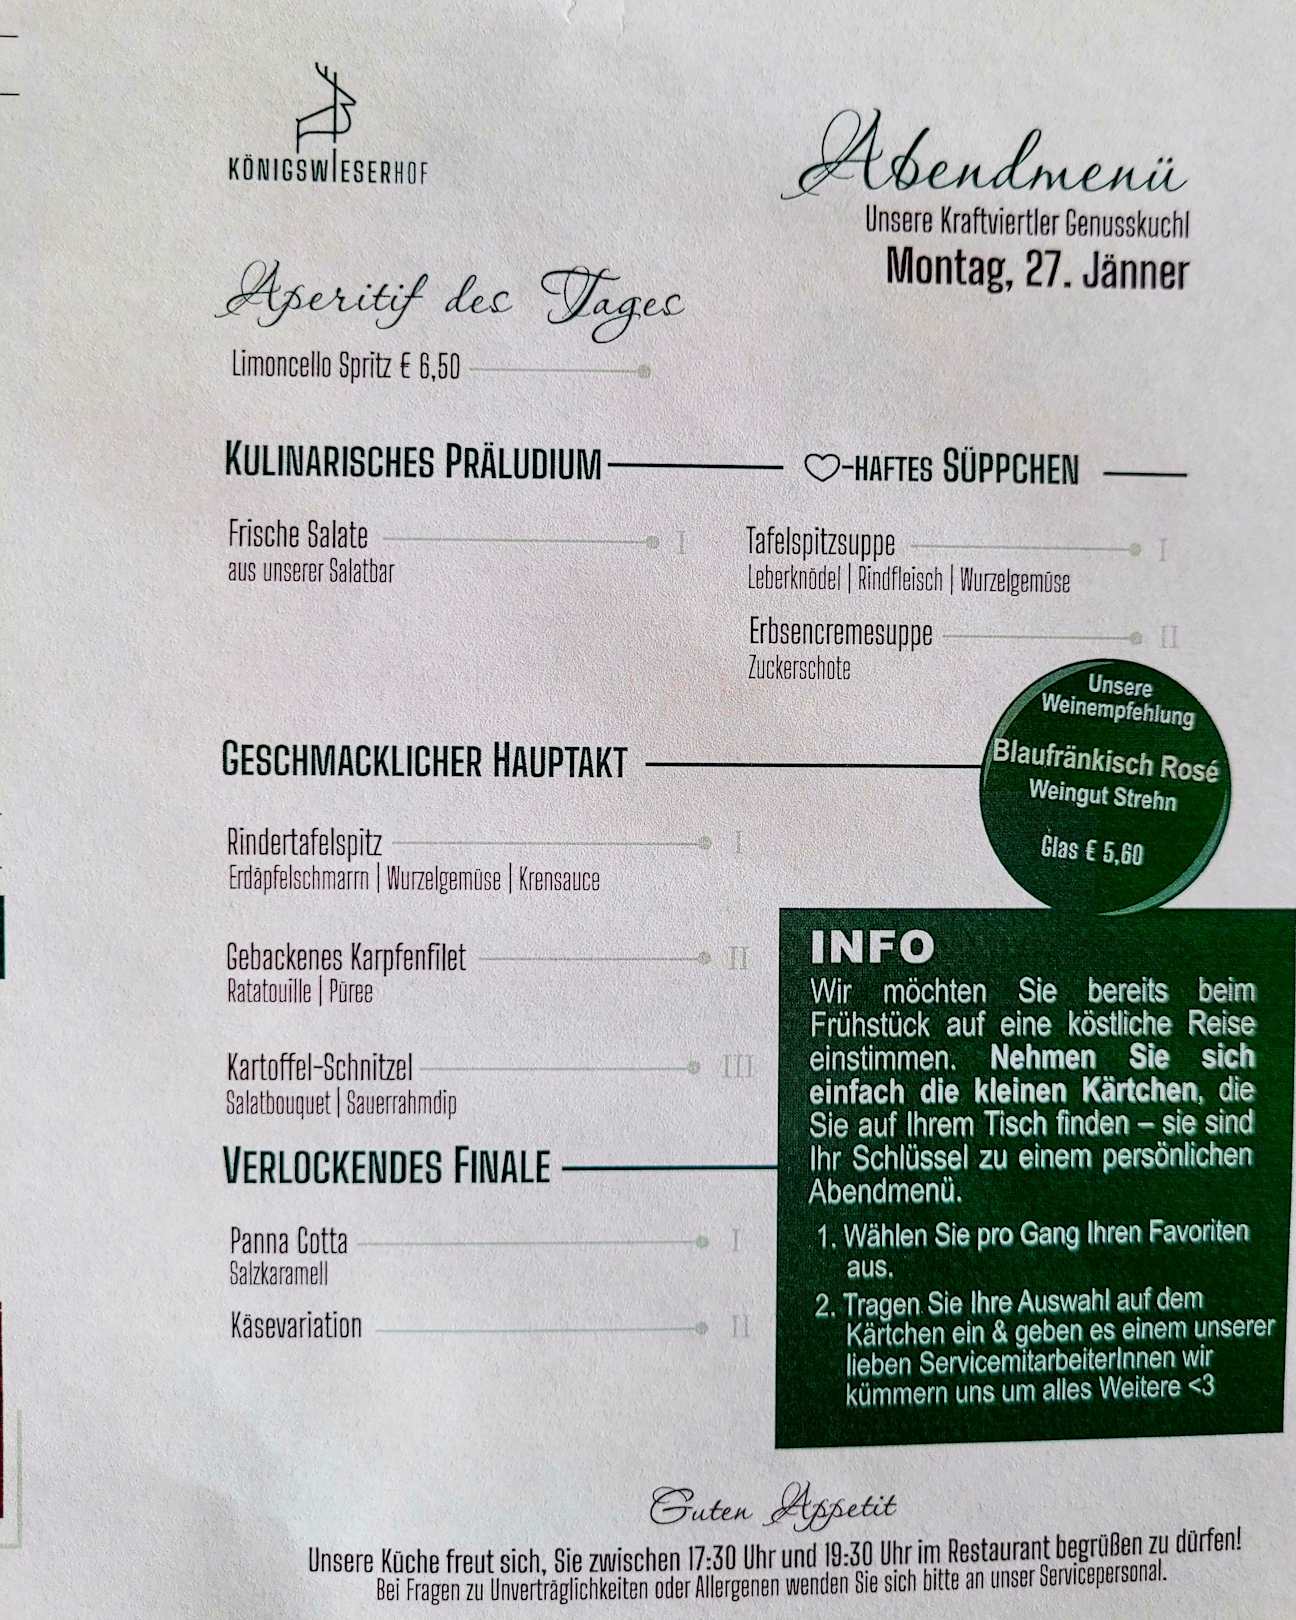 KÖNIGSWIESERHOF
Abendmenü
Unsere Kraftviertler Genusskuchl
Montag, 27. Jänner
Aperitif des Tages
Limoncello Spritz € 6,50
KULINARISCHES PRÄLUDIUM
Frische Salate I
aus unserer Salatbar
♡-HAFTES SÜPPCHEN
Tafelspitzsuppe I
Leberknödel | Rindfleisch | Wurzelgemüse
Erbsencremesuppe II
Zuckerschote
Unsere
Weinempfehlung
Blaufränkisch Rosé
Weingut Strehn
Glas € 5,60
GESCHMACKLICHER HAUPTAKT
Rindertafelspitz I
Erdäpfelschmarrn | Wurzelgemüse | Krensauce
Gebackenes Karpfenfilet II
Ratatouille | Püree
Kartoffel-Schnitzel III
Salatbouquet | Sauerrahmdip
VERLOCKENDES FINALE
Panna Cotta I
Salzkaramell
Käsevariation II
INFO
Wir möchten Sie bereits beim
Frühstück auf eine köstliche Reise
einstimmen. Nehmen Sie sich
einfach die kleinen Kärtchen, die
Sie auf Ihrem Tisch finden – sie sind
Ihr Schlüssel zu einem persönlichen
Abendmenü.
1. Wählen Sie pro Gang Ihren Favoriten
aus.
2. Tragen Sie Ihre Auswahl auf dem
Kärtchen ein & geben es einem unserer
lieben ServicemitarbeiterInnen wir
kümmern uns um alles Weitere <3
Guten Appetit
Unsere Küche freut sich, Sie zwischen 17:30 Uhr und 19:30 Uhr im Restaurant begrüßen zu dürfen!
Bei Fragen zu Unverträglichkeiten oder Allergenen wenden Sie sich bitte an unser Servicepersonal.